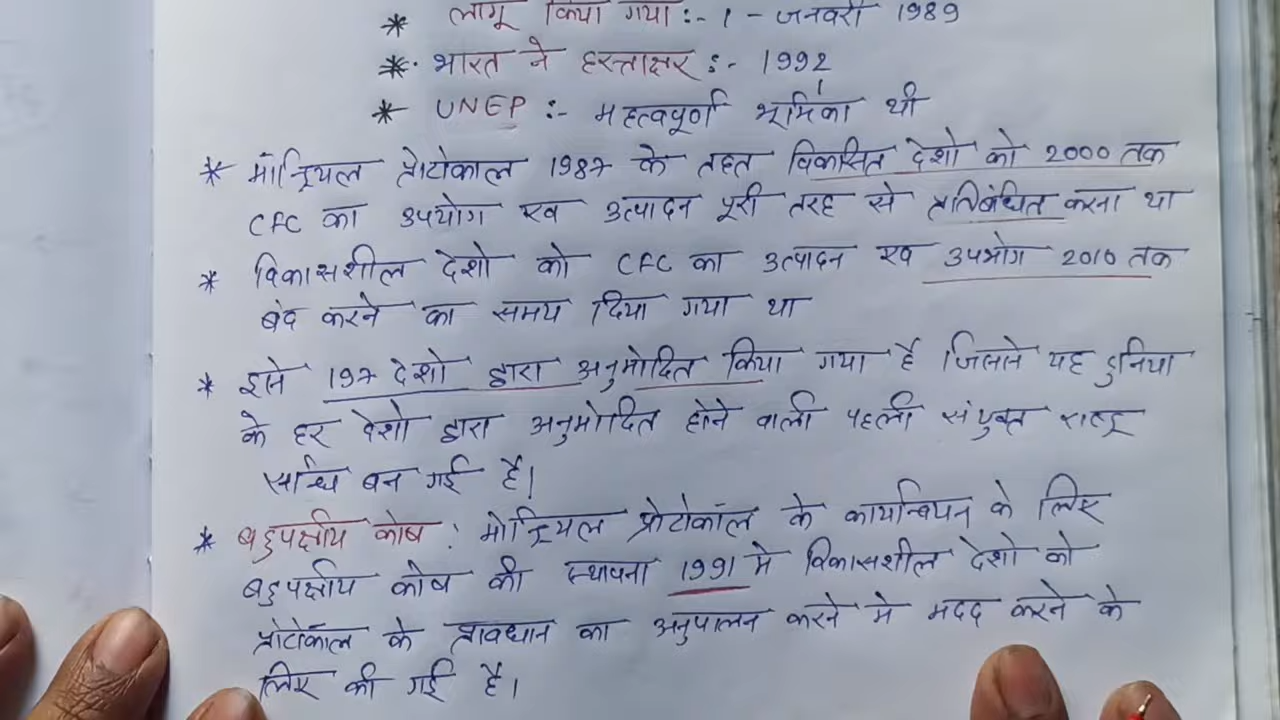 * लागू किया गया :- 1 - जनवरी 1989
* भारत ने हस्ताक्षर :- 1992
* UNEP :- महत्वपूर्ण भूमिका थी
* मॉन्ट्रियल प्रोटोकाल 1987 के तहत विकसित देशो को 2000 तक
CFC का उपयोग एव उत्पादन पूरी तरह से प्रतिबंधित करना था
* विकासशील देशो को CFC का उत्पादन एव उपभोग 2010 तक
बंद करने का समय दिया गया था
* इसे 197 देशो द्वारा अनुमोदित किया गया है जिसने यह दुनिया
के हर देशो द्वारा अनुमोदित होने वाली पहली संयुक्त राष्ट्र
सन्धि बन गई है।
* बहुपक्षीय कोष : मोन्ट्रियल प्रोटोकॉल के कार्यान्वियन के लिए
बहुपक्षीय कोष की स्थापना 1991 मे विकासशील देशो को
प्रोटोकॉल के प्रावधान का अनुपालन करने मे मदद करने के
लिए की गई है।